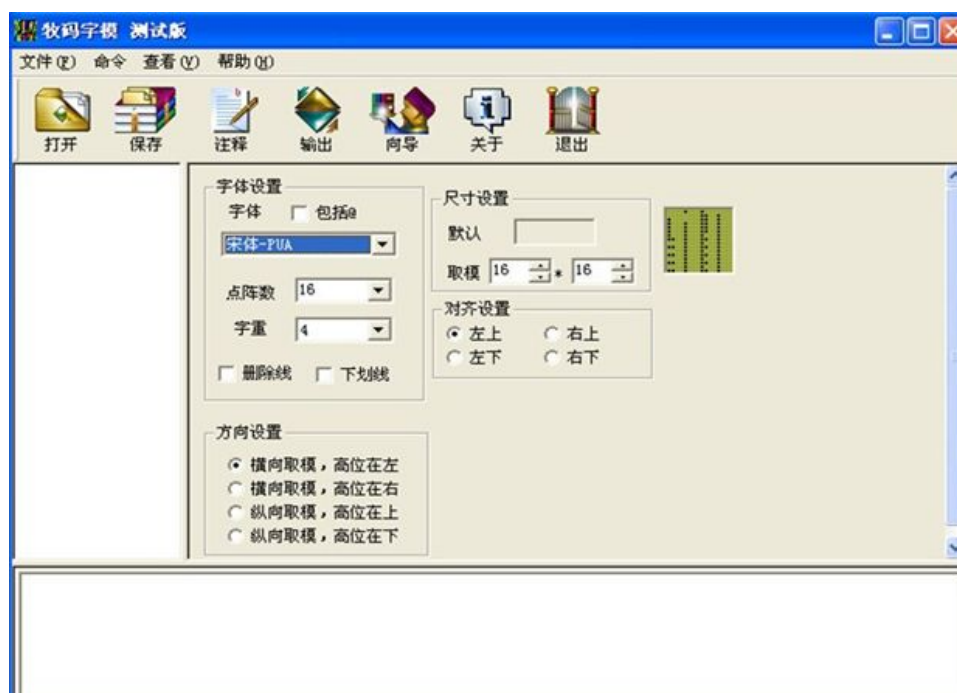 牧码字模 测试版
文件(F) 命令 查看(V) 帮助(H)
打开 保存 注释 输出 向导 关于 退出
字体设置
字体 包括@
宋体-PUA
点阵数 16
字重 4
删除线 下划线
尺寸设置
默认
取模 16 * 16
对齐设置
左上 右上
左下 右下
方向设置
横向取模，高位在左
横向取模，高位在右
纵向取模，高位在上
纵向取模，高位在下